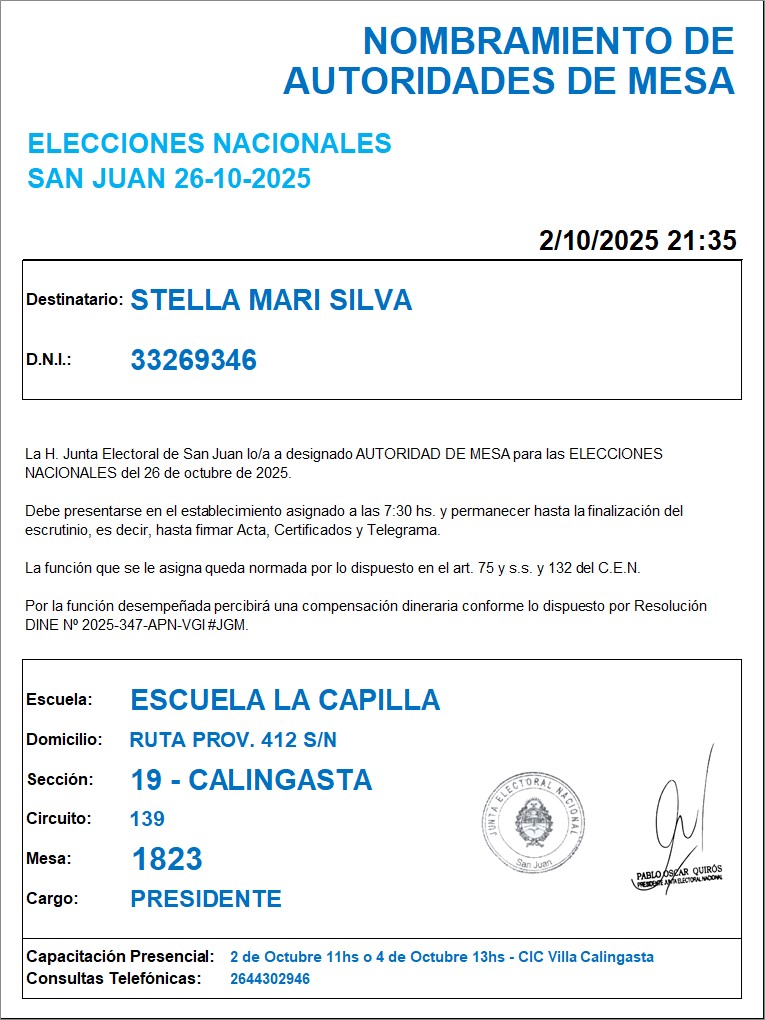 NOMBRAMIENTO DE
AUTORIDADES DE MESA
ELECCIONES NACIONALES
SAN JUAN 26-10-2025
2/10/2025 21:35
Destinatario: STELLA MARI SILVA
D.N.I.: 33269346
La H. Junta Electoral de San Juan lo/a a designado AUTORIDAD DE MESA para las ELECCIONES
NACIONALES del 26 de octubre de 2025.
Debe presentarse en el establecimiento asignado a las 7:30 hs. y permanecer hasta la finalización del
escrutinio, es decir, hasta firmar Acta, Certificados y Telegrama.
La función que se le asigna queda normada por lo dispuesto en el art. 75 y s.s. y 132 del C.E.N.
Por la función desempeñada percibirá una compensación dineraria conforme lo dispuesto por Resolución
DINE Nº 2025-347-APN-VGI#JGM.
Escuela: ESCUELA LA CAPILLA
Domicilio: RUTA PROV. 412 S/N
Sección: 19 - CALINGASTA
Circuito: 139
Mesa: 1823
Cargo: PRESIDENTE
JUNTA ELECTORAL NACIONAL
San Juan
PABLO OSCAR QUIRÓS
PRESIDENTE JUNTA ELECTORAL NACIONAL
Capacitación Presencial: 2 de Octubre 11hs o 4 de Octubre 13hs - CIC Villa Calingasta
Consultas Telefónicas: 2644302946